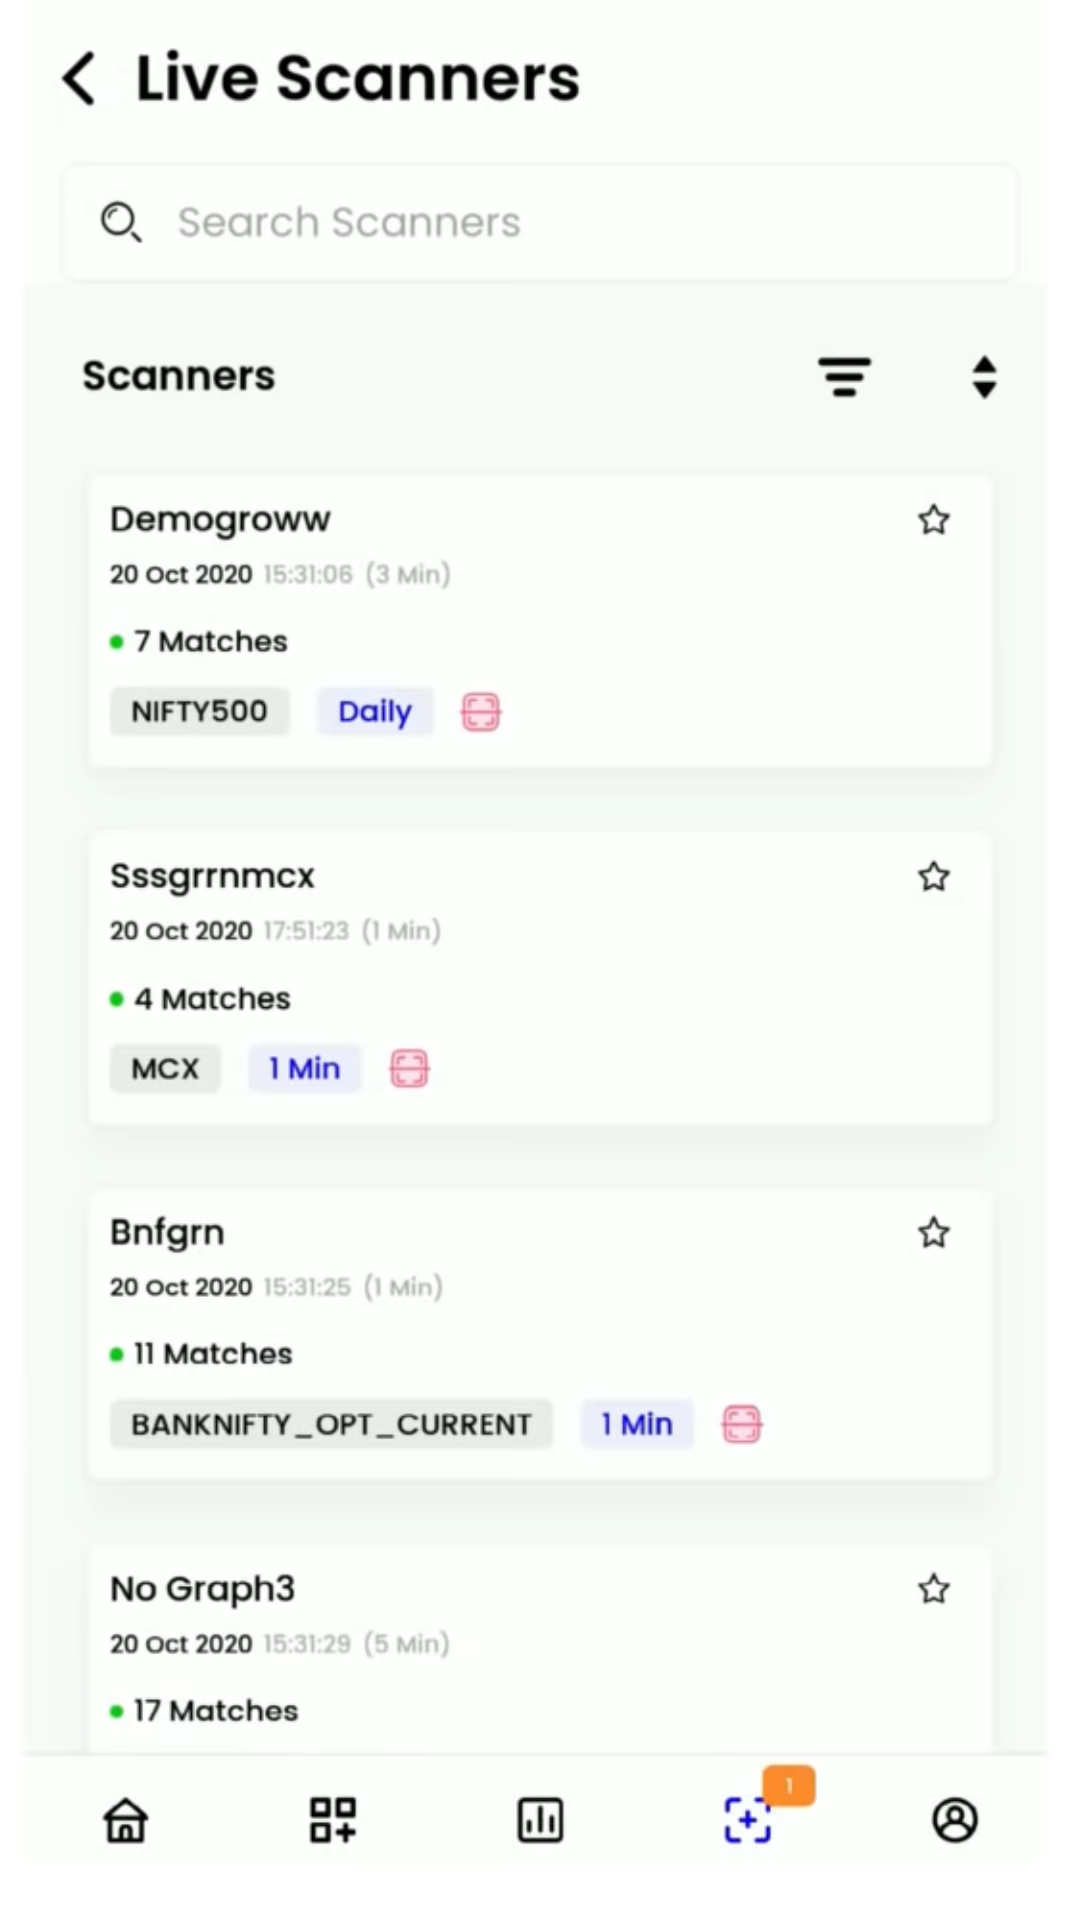 Live Scanners
Search Scanners
Scanners
Demogroww
20 Oct 2020 15:31:06 (3 Min)
7 Matches
NIFTY500 Daily
Sssgrrnmcx
20 Oct 2020 17:51:23 (1 Min)
4 Matches
MCX 1 Min
Bnfgrn
20 Oct 2020 15:31:25 (1 Min)
11 Matches
BANKNIFTY_OPT_CURRENT 1 Min
No Graph3
20 Oct 2020 15:31:29 (5 Min)
17 Matches
1